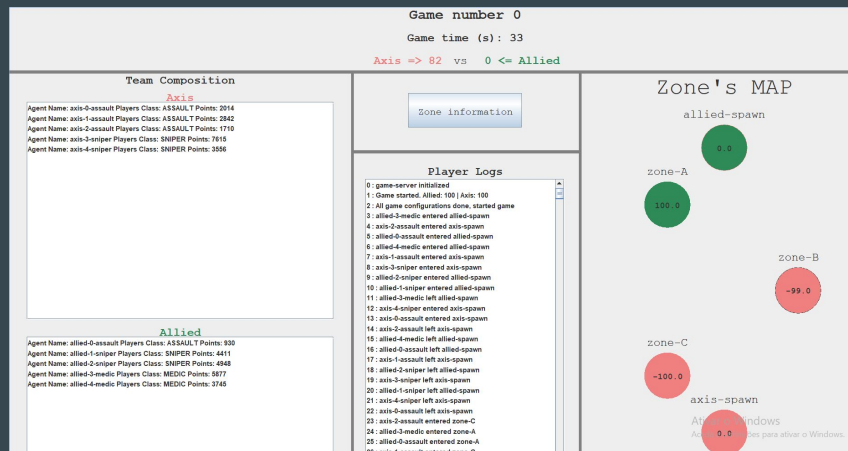 Game number 0
Game time (s): 33
Axis => 82 vs 0 <= Allied
Team Composition
Axis
Agent Name: axis-0-assault Players Class: ASSAULT Points: 2014
Agent Name: axis-1-assault Players Class: ASSAULT Points: 2842
Agent Name: axis-2-assault Players Class: ASSAULT Points: 1710
Agent Name: axis-3-sniper Players Class: SNIPER Points: 7615
Agent Name: axis-4-sniper Players Class: SNIPER Points: 3556
Allied
Agent Name: allied-0-assault Players Class: ASSAULT Points: 930
Agent Name: allied-1-sniper Players Class: SNIPER Points: 4411
Agent Name: allied-2-sniper Players Class: SNIPER Points: 4948
Agent Name: allied-3-medic Players Class: MEDIC Points: 5877
Agent Name: allied-4-medic Players Class: MEDIC Points: 3745
Zone information
Player Logs
0 : game-server initialized
1 : Game started. Allied: 100 | Axis: 100
2 : All game configurations done, started game
3 : allied-3-medic entered allied-spawn
4 : axis-2-assault entered axis-spawn
5 : allied-0-assault entered allied-spawn
6 : allied-4-medic entered allied-spawn
7 : axis-1-assault entered axis-spawn
8 : axis-3-sniper entered axis-spawn
9 : allied-2-sniper entered allied-spawn
10 : allied-1-sniper entered allied-spawn
11 : allied-3-medic left allied-spawn
12 : axis-4-sniper entered axis-spawn
13 : axis-0-assault entered axis-spawn
14 : axis-2-assault left axis-spawn
15 : allied-4-medic left allied-spawn
16 : allied-0-assault left allied-spawn
17 : axis-1-assault left axis-spawn
18 : allied-2-sniper left allied-spawn
19 : axis-3-sniper left axis-spawn
20 : allied-1-sniper left allied-spawn
21 : axis-4-sniper left axis-spawn
22 : axis-0-assault left axis-spawn
23 : axis-2-assault entered zone-C
24 : allied-3-medic entered zone-A
25 : allied-0-assault entered zone-A
Zone's MAP
allied-spawn
0.0
zone-A
100.0
zone-B
-99.0
zone-C
-100.0
axis-spawn
0.0
para ativar o Windows.